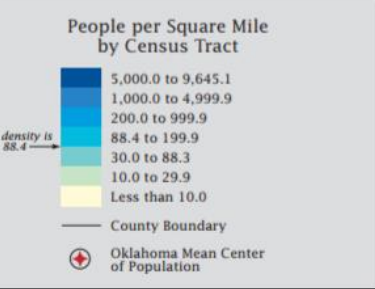 People per Square Mile
by Census Tract
5,000.0 to 9,645.1
1,000.0 to 4,999.9
200.0 to 999.9
density is
88.4
88.4 to 199.9
30.0 to 88.3
10.0 to 29.9
Less than 10.0
County Boundary
Oklahoma Mean Center
of Population